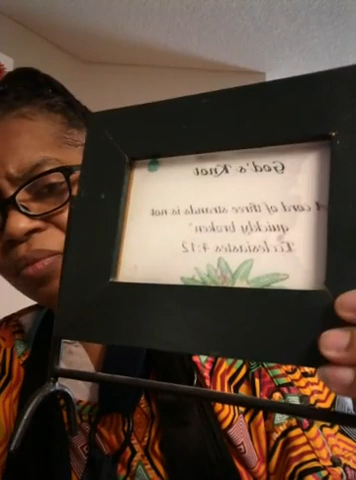 God's Knot
A cord of three strands is not
quickly broken"
Ecclesiastes 4:12